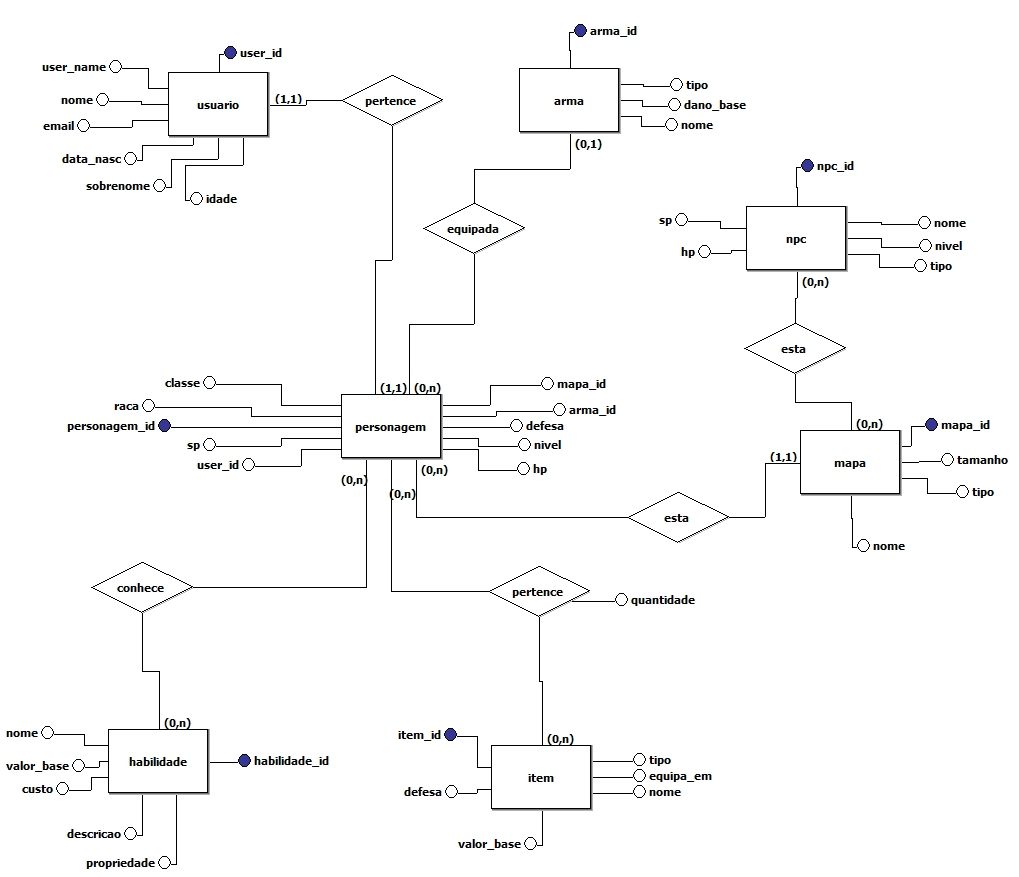 arma_id
user_id
user_name
tipo
usuario
(1,1)
pertence
arma
nome
dano_base
email
nome
(0,1)
data_nasc
npc_id
sobrenome
idade
sp
nome
equipada
npc
nivel
hp
tipo
(0,n)
esta
classe
(1,1)
(0,n)
mapa_id
raca
arma_id
personagem_id
personagem
defesa
(0,n)
mapa_id
sp
nivel
user_id
hp
(0,n)
(0,n)
(0,n)
(1,1)
mapa
tamanho
tipo
esta
nome
conhece
pertence
quantidade
(0,n)
nome
habilidade
habilidade_id
valor_base
custo
descricao
propriedade
item_id
(0,n)
tipo
item
equipa_em
defesa
nome
valor_base